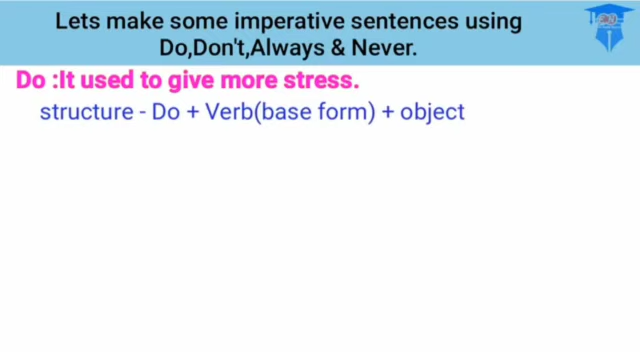 Lets make some imperative sentences using
Do,Don't,Always & Never.
Do :It used to give more stress.
structure - Do + Verb(base form) + object